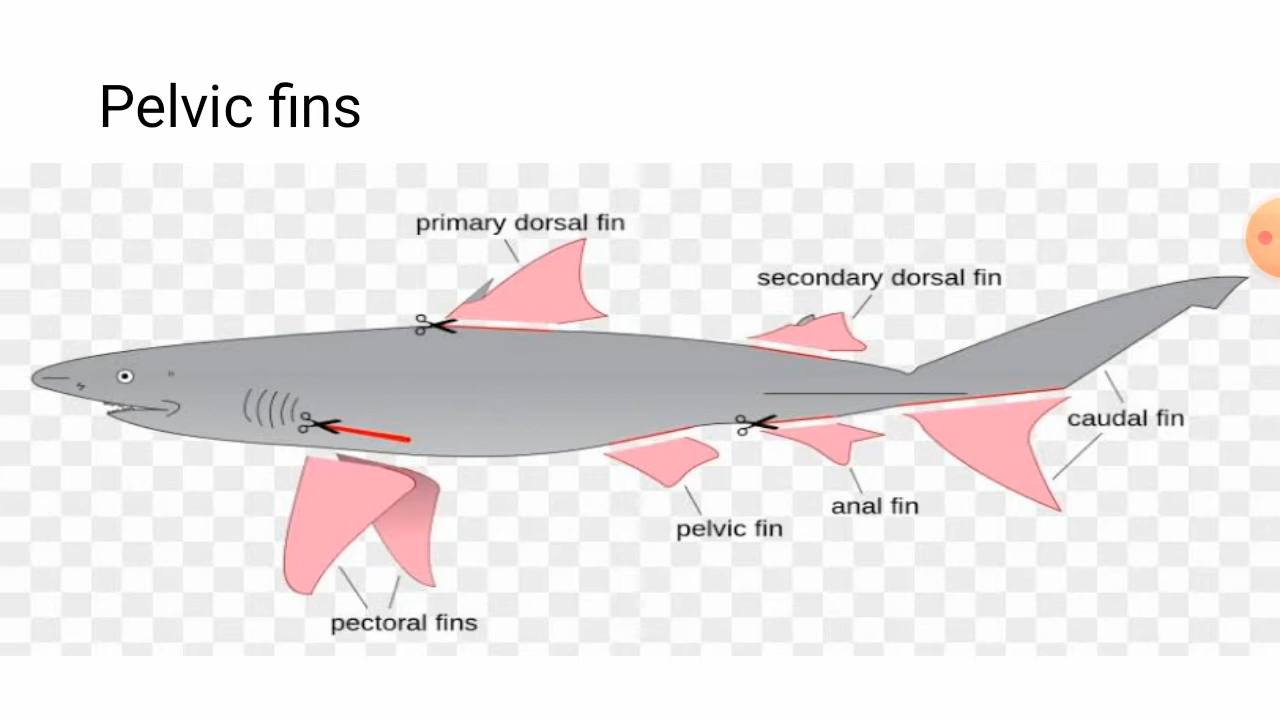 Pelvic fins
primary dorsal fin
secondary dorsal fin
caudal fin
anal fin
pelvic fin
pectoral fins